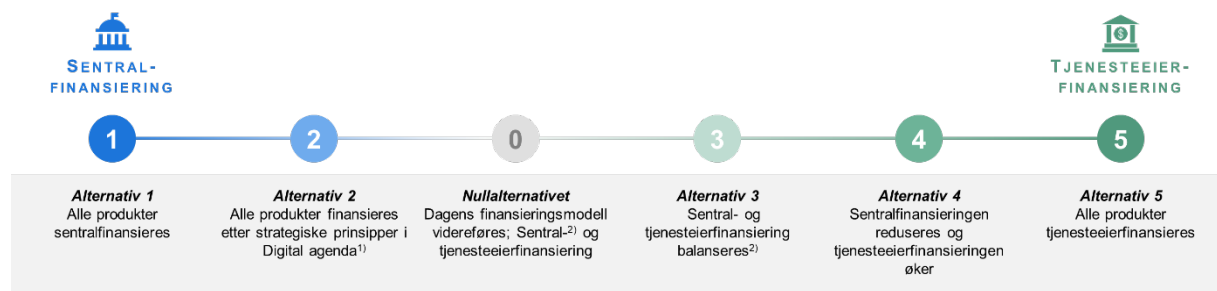 SENTRAL-
FINANSIERING
TJENESTEEIER-
FINANSIERING
1
2
0
3
4
5
Alternativ 1
Alle produkter
sentralfinansieres
Alternativ 2
Alle produkter finansieres
etter strategiske prinsipper i
Digital agenda1)
Nullalternativet
Dagens finansieringsmodell
videreføres; Sentral-2) og
tjenesteeierfinansiering
Alternativ 3
Sentral- og
tjenesteeierfinansiering
balanseres2)
Alternativ 4
Sentralfinansieringen
reduseres og
tjenesteeierfinansieringen
øker
Alternativ 5
Alle produkter
tjenesteeierfinansieres